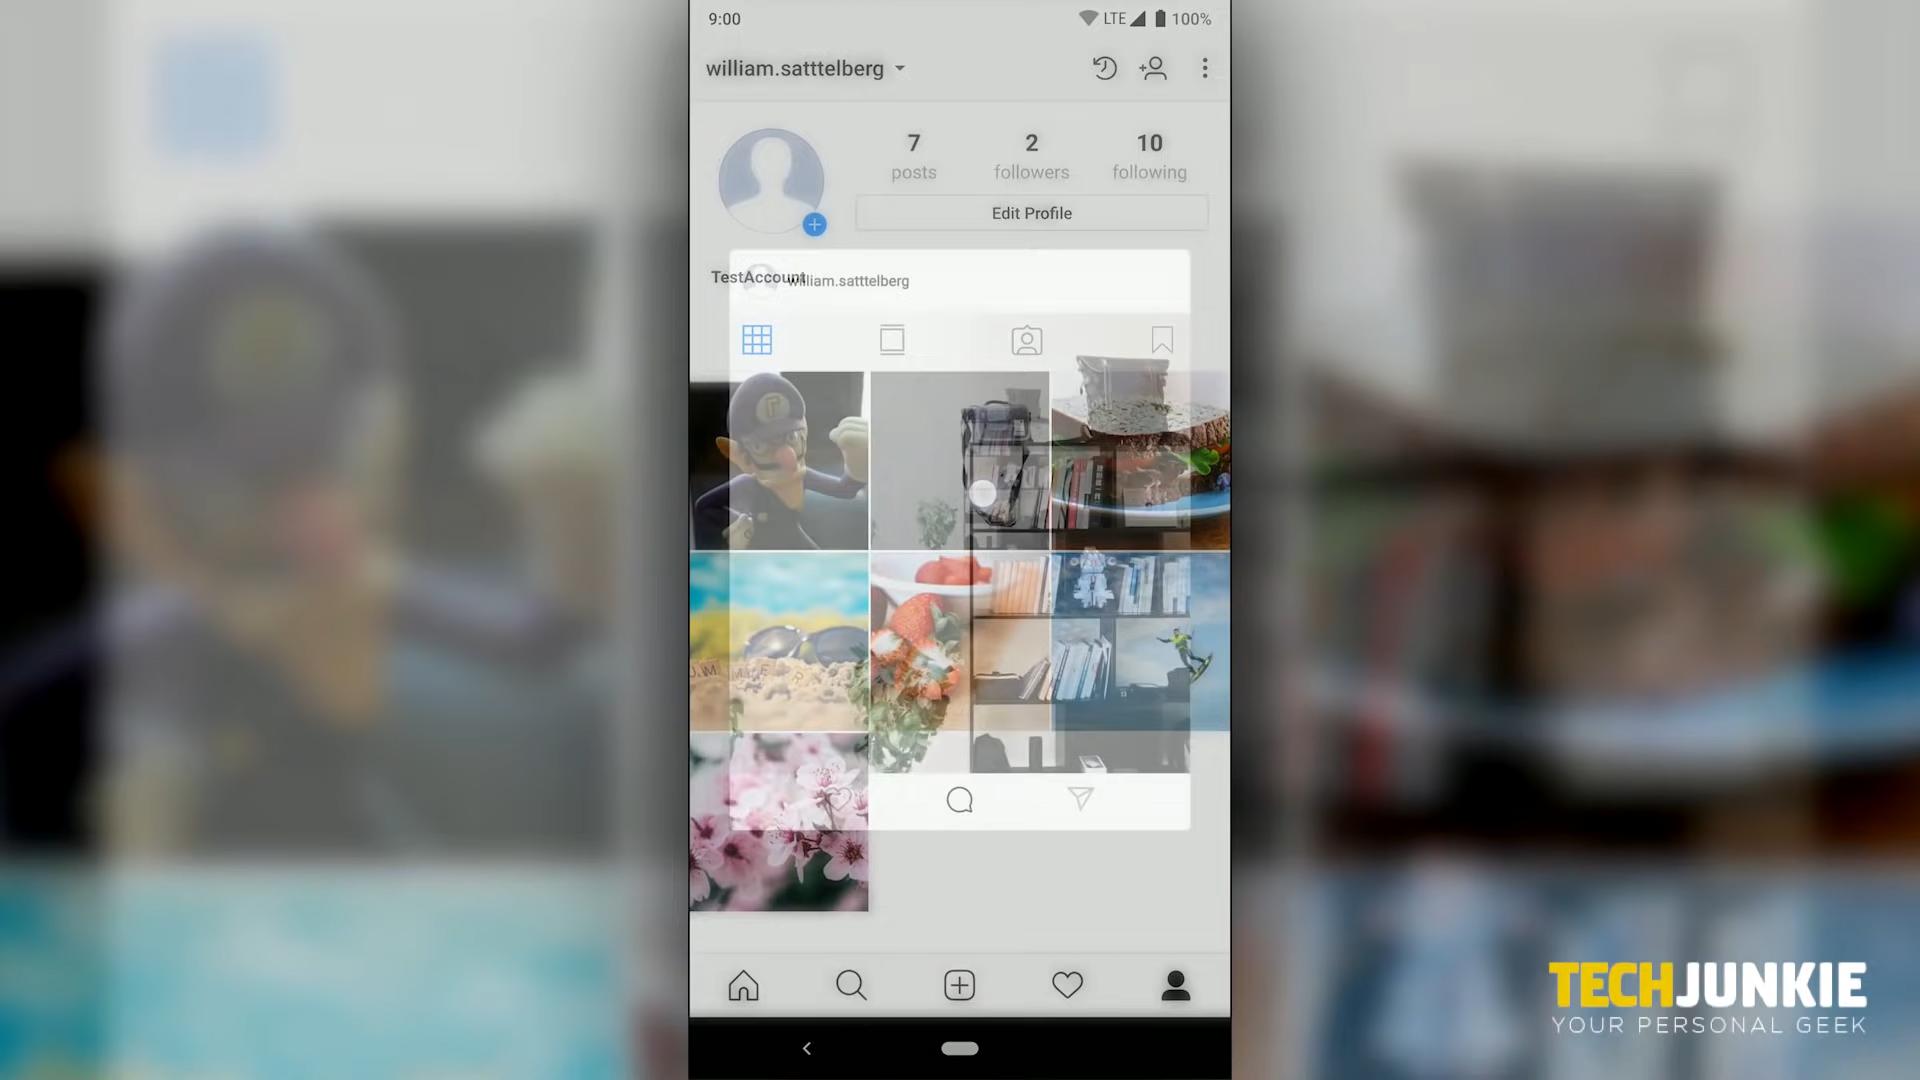 9:00 LTE 100%
william.satttelberg
7 2 10
posts followers following
Edit Profile
TestAccount
william.satttelberg
TECHJUNKIE
YOUR PERSONAL GEEK